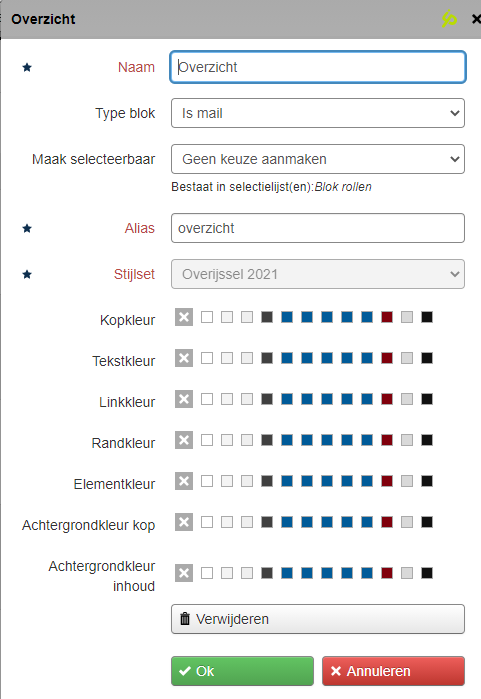 Overzicht
Naam Overzicht
Type blok Is mail
Maak selecteerbaar Geen keuze aanmaken
Bestaat in selectielijst(en):Blok rollen
Alias overzicht
Stijlset Overijssel 2021
Kopkleur
Tekstkleur
Linkkleur
Randkleur
Elementkleur
Achtergrondkleur kop
Achtergrondkleur
inhoud
Verwijderen
Ok Annuleren